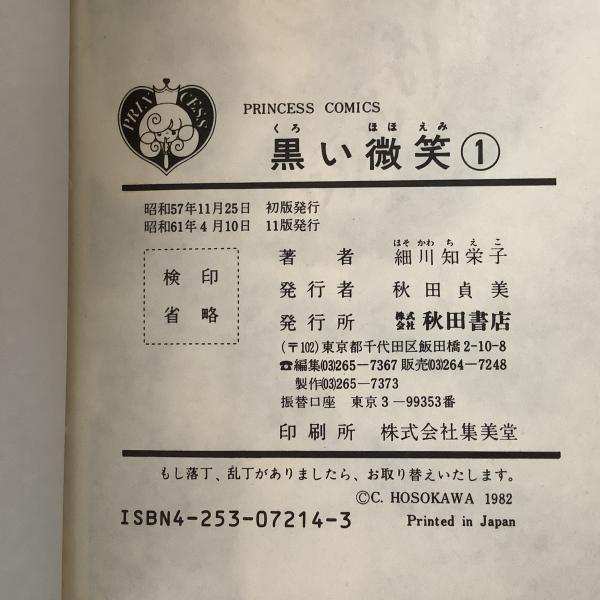 PRINCESS
PRINCESS COMICS
くろ ほほ えみ
黒い微笑①
昭和57年11月25日 初版発行
昭和61年4月10日 11版発行
検印
省略
ほそ かわ ち え こ
著者 細川知栄子
発行者 秋田貞美
発行所 株式会社 秋田書店
(〒102)東京都千代田区飯田橋2-10-8
☎編集(03)265-7367 販売(03)264-7248
製作(03)265-7373
振替口座 東京3-99353番
印刷所 株式会社集美堂
もし落丁、乱丁がありましたら、お取り替えいたします。
©C. HOSOKAWA 1982
ISBN4-253-07214-3 Printed in Japan